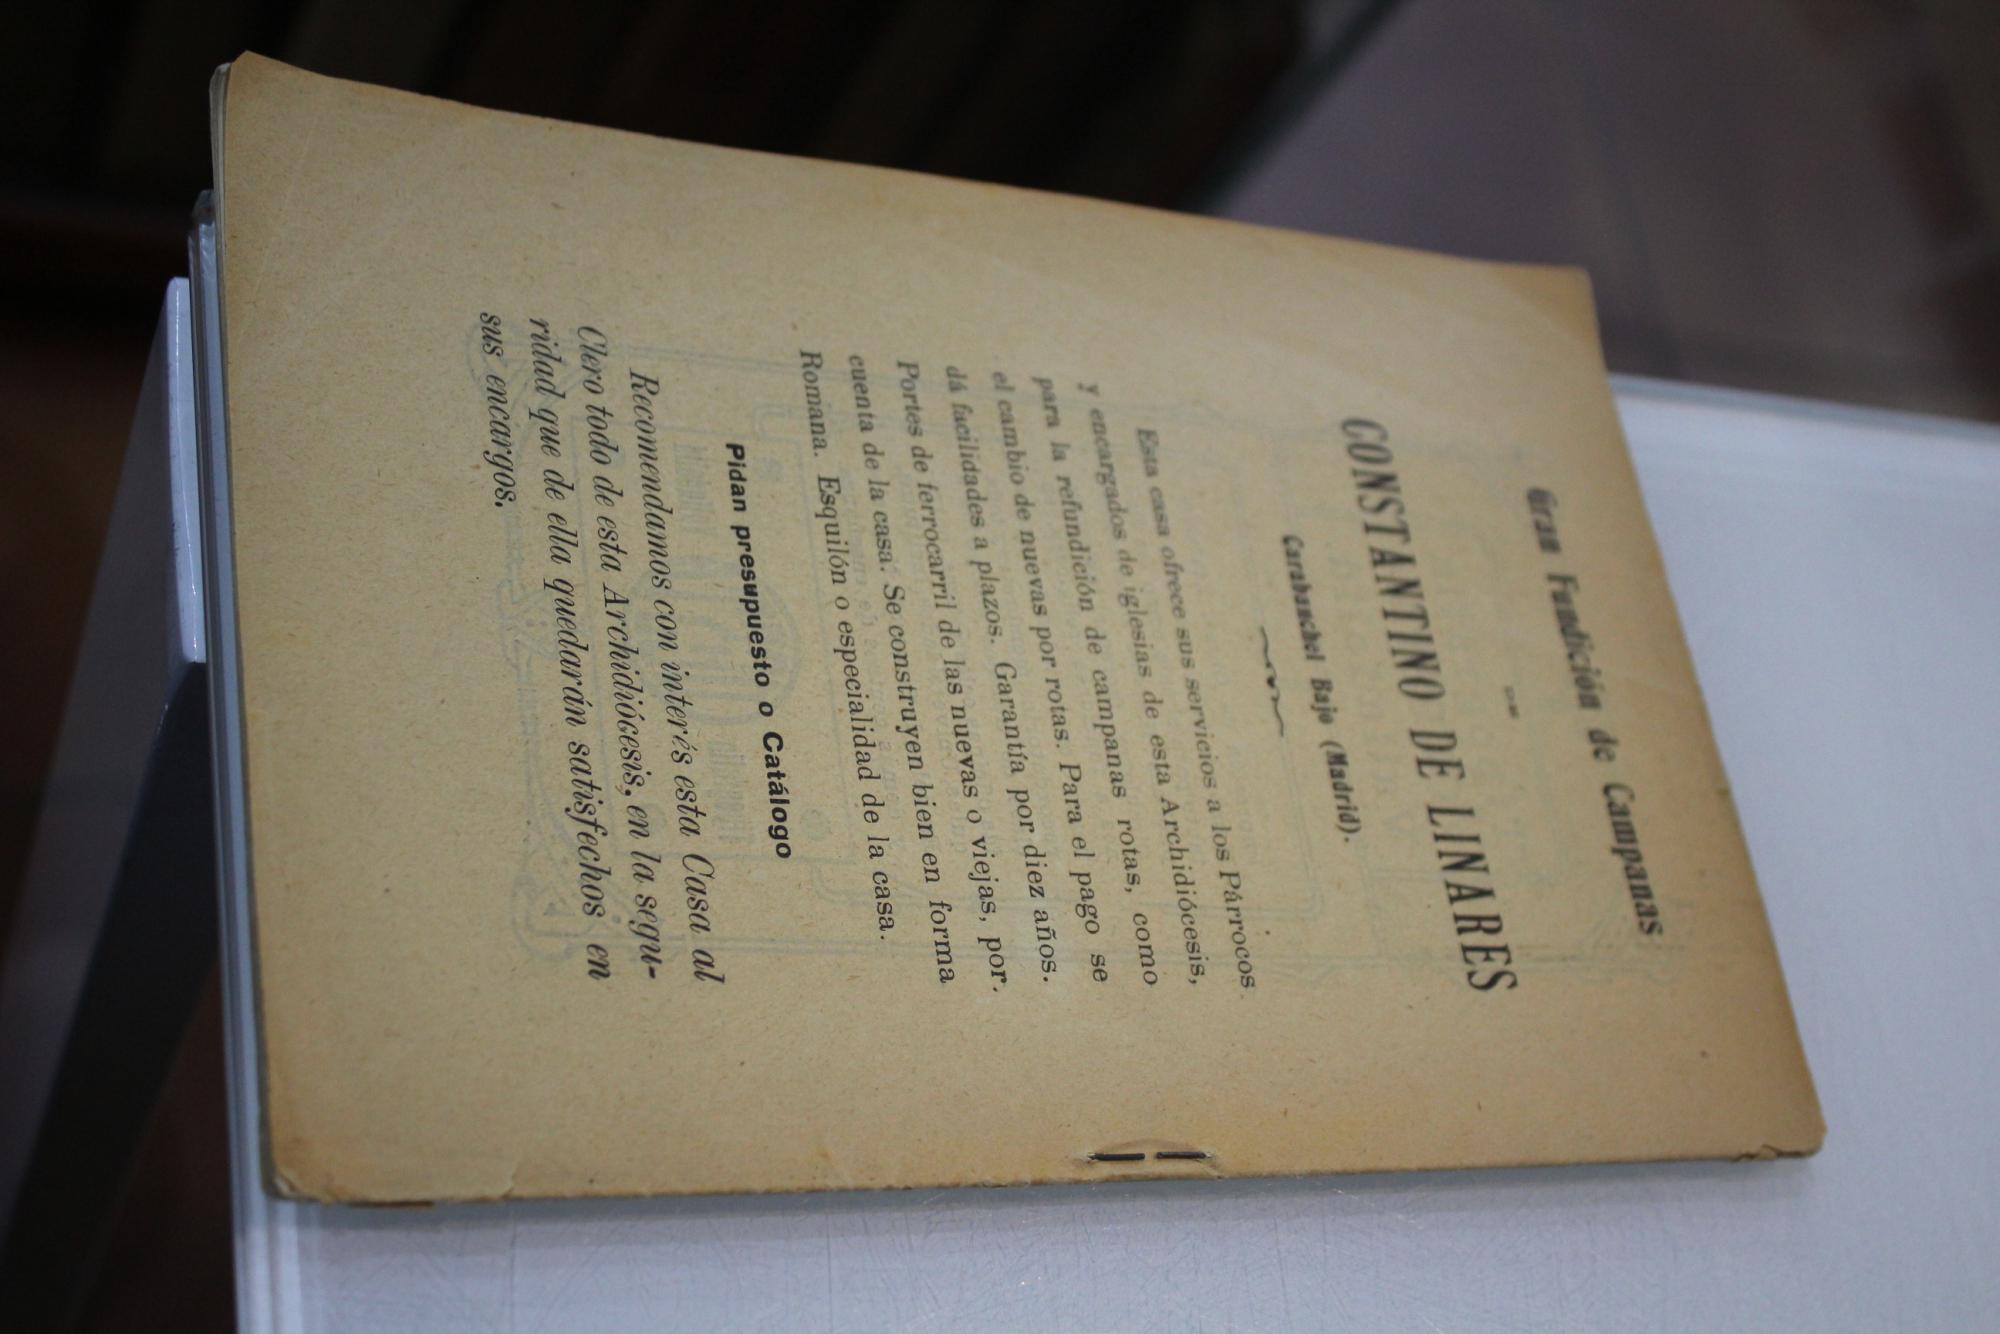 Gran Fundición de Campanas
CONSTANTINO DE LINARES
Carabanchel Bajo (Madrid).
Esta casa ofrece sus servicios a los Párrocos
y encargados de iglesias de esta Archidiócesis,
para la refundición de campanas rotas, como
el cambio de nuevas por rotas. Para el pago se
dá facilidades a plazos. Garantía por diez años.
Portes de ferrocarril de las nuevas o viejas, por
cuenta de la casa. Se construyen bien en forma
Romana. Esquilón o especialidad de la casa.
Pidan presupuesto o Catálogo
Recomendamos con interés esta Casa al
Clero todo de esta Archidiócesis, en la segu-
ridad que de ella quedarán satisfechos en
sus encargos.